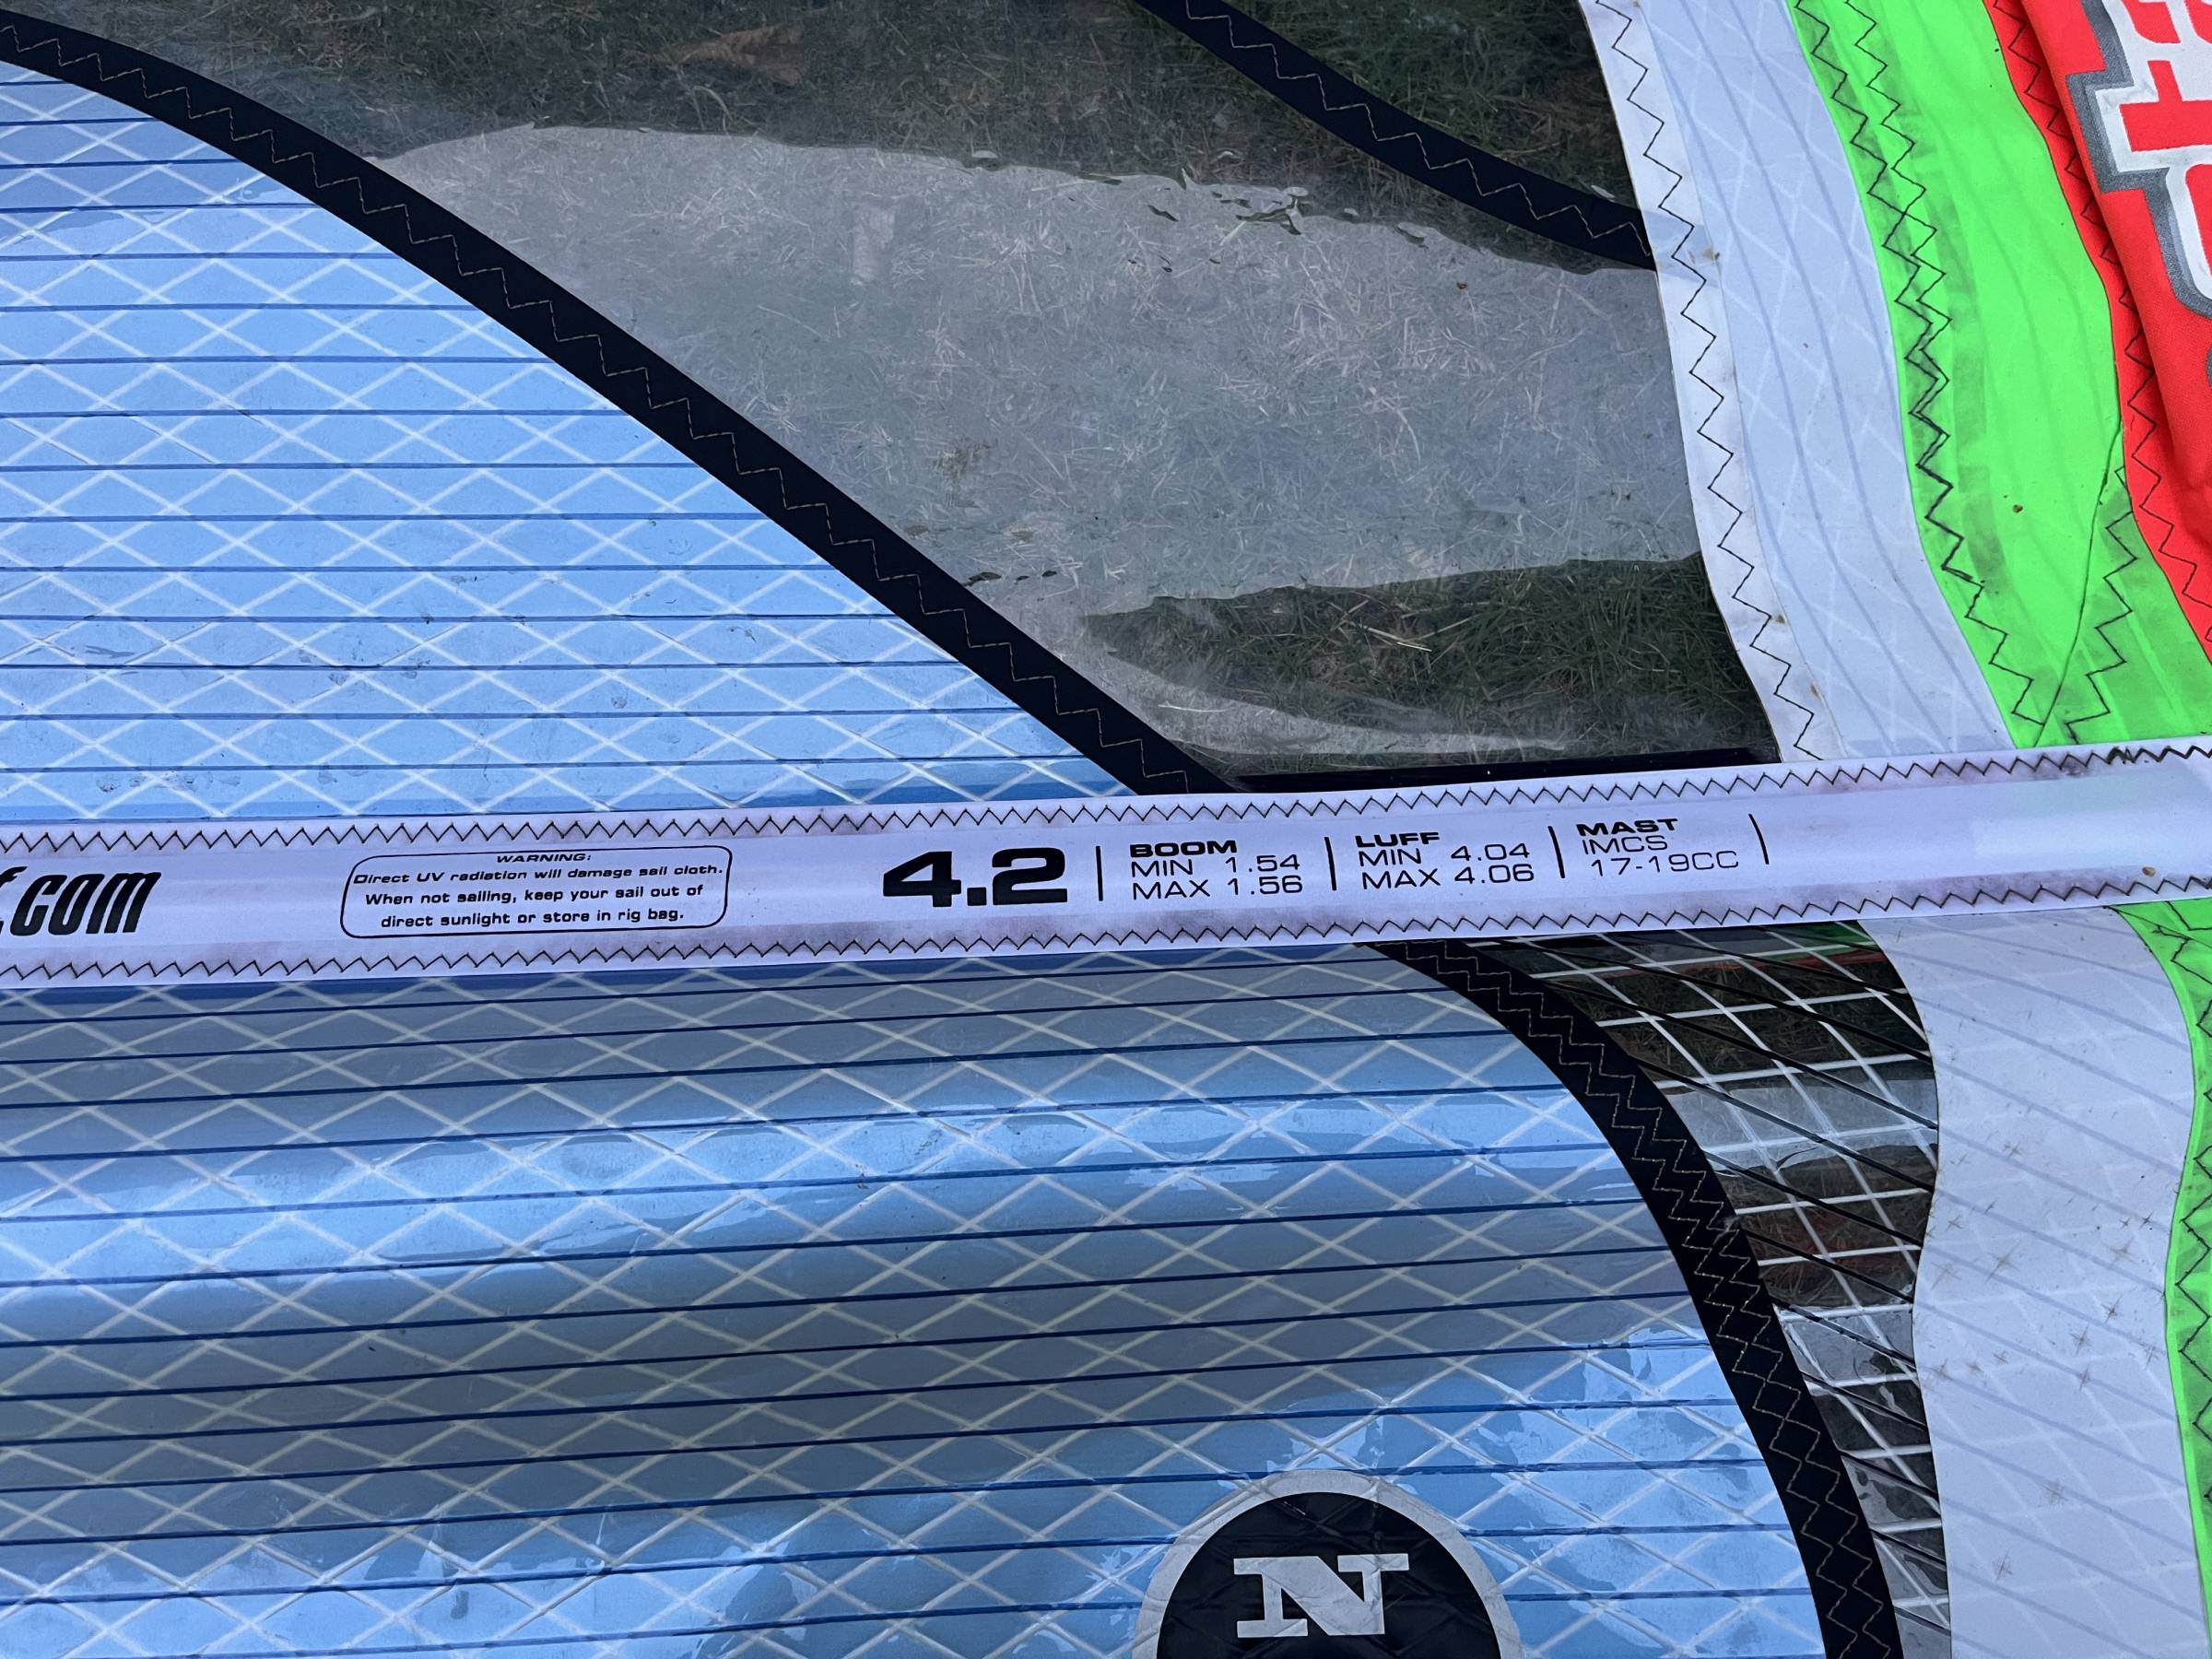 f.com
WARNING:
Direct UV radiation will damage sail cloth.
When not sailing, keep your sail out of
direct sunlight or store in rig bag.
4.2
BOOM
MIN 1.54
MAX 1.56
LUFF
MIN 4.04
MAX 4.06
MAST
IMCS
17-19CC
N